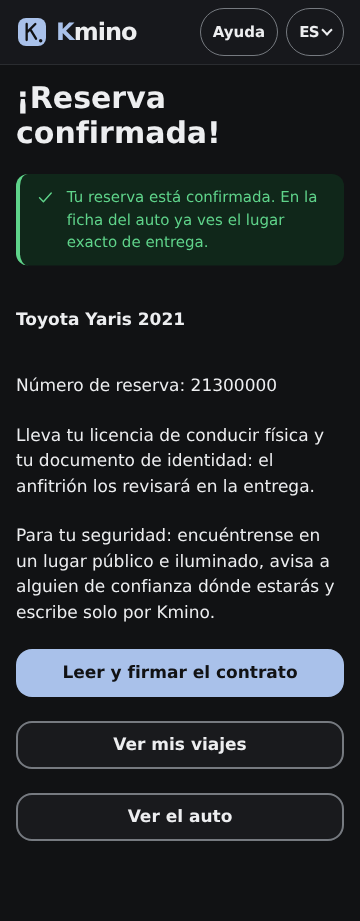 K. Kmino
Ayuda
ES
¡Reserva
confirmada!
Tu reserva está confirmada. En la
ficha del auto ya ves el lugar
exacto de entrega.
Toyota Yaris 2021
Número de reserva: 21300000
Lleva tu licencia de conducir física y
tu documento de identidad: el
anfitrión los revisará en la entrega.
Para tu seguridad: encuéntrense en
un lugar público e iluminado, avisa a
alguien de confianza dónde estarás y
escribe solo por Kmino.
Leer y firmar el contrato
Ver mis viajes
Ver el auto